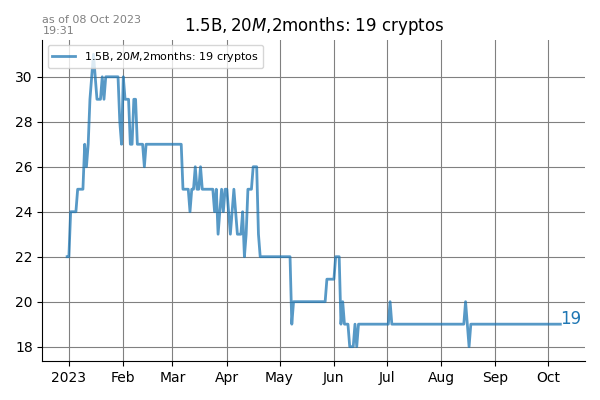 as of 08 Oct 2023
19:31
1.5B, 20M,2months: 19 cryptos
1.5B, 20M,2months: 19 cryptos
30
28
26
24
22
20
18
19
2023 Feb Mar Apr May Jun Jul Aug Sep Oct